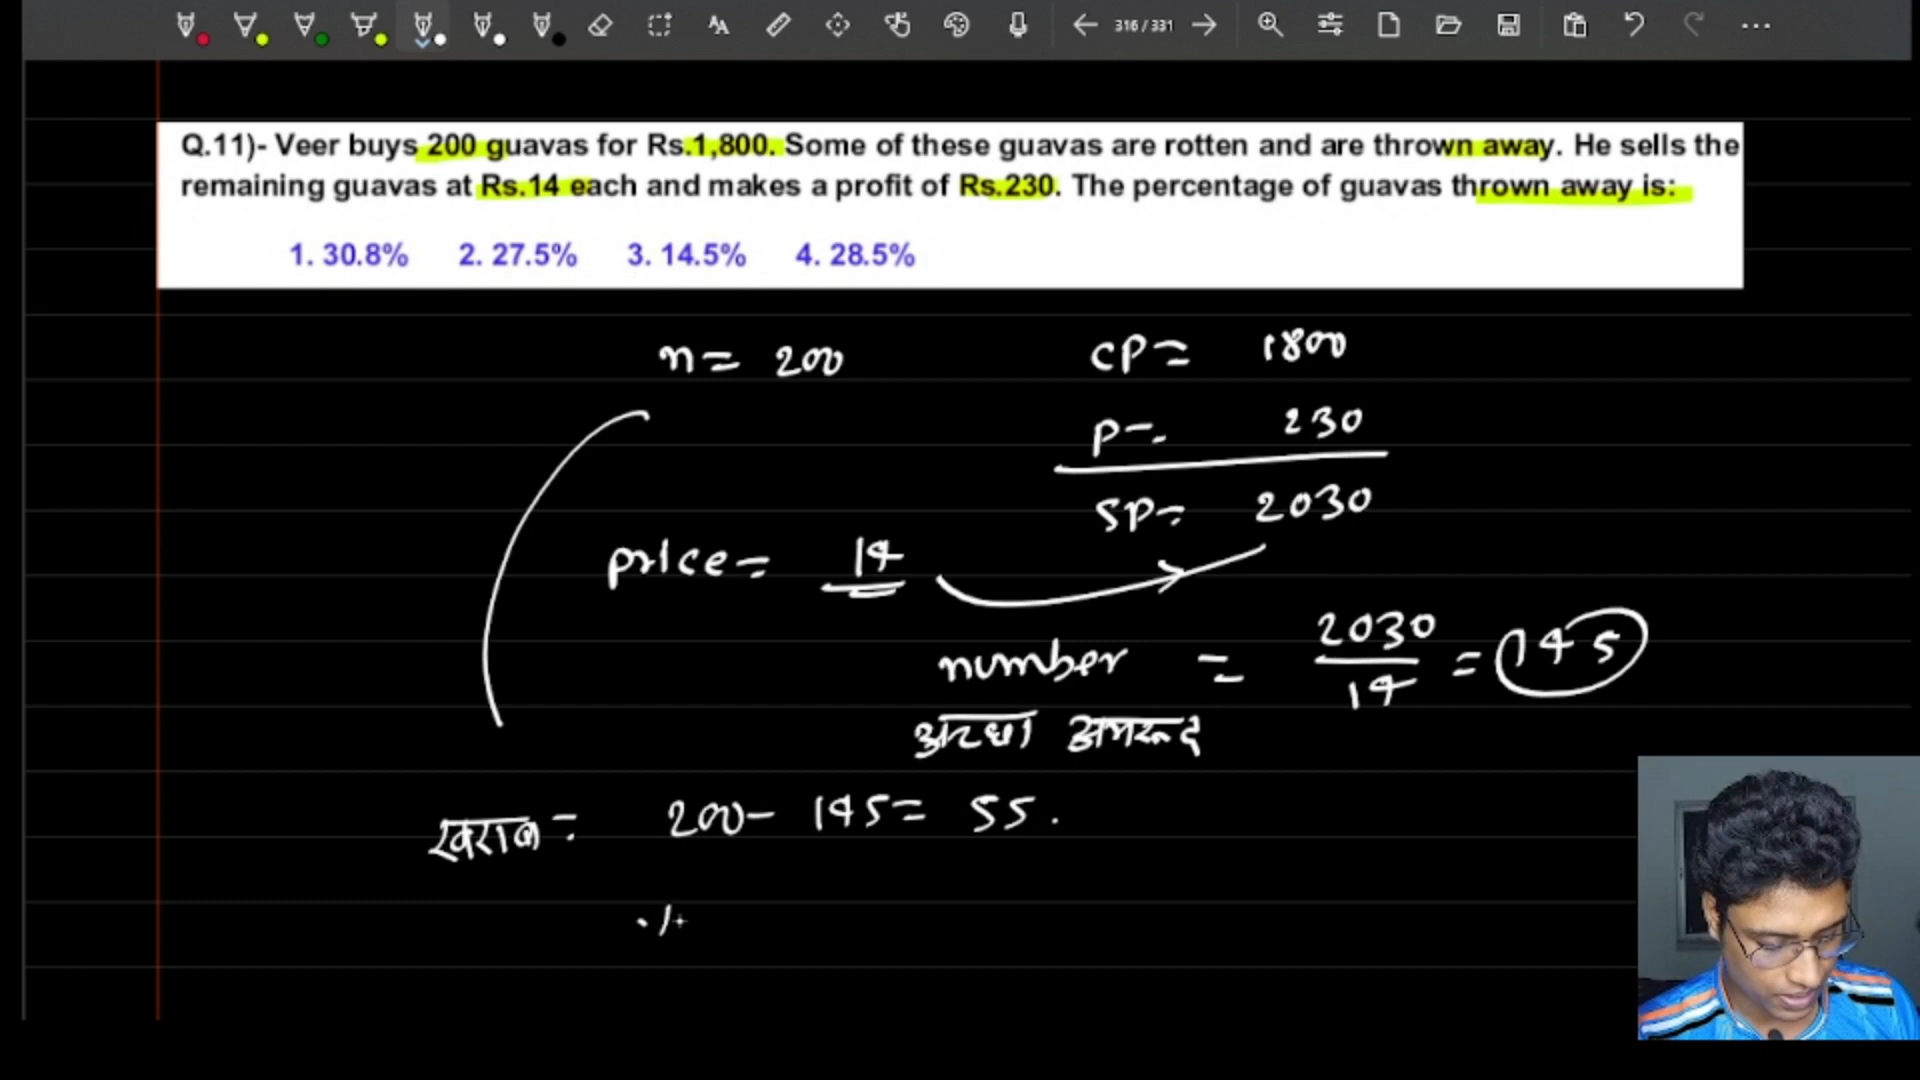 316 / 331
Q.11)- Veer buys 200 guavas for Rs.1,800. Some of these guavas are rotten and are thrown away. He sells the
remaining guavas at Rs.14 each and makes a profit of Rs.230. The percentage of guavas thrown away is:
1. 30.8% 2. 27.5% 3. 14.5% 4. 28.5%
n = 200
CP = 1800
P = 230
SP = 2030
price = 14
number = 2030/14 = 145
अच्छा अमरूद
खराब = 200 - 145 = 55.
%